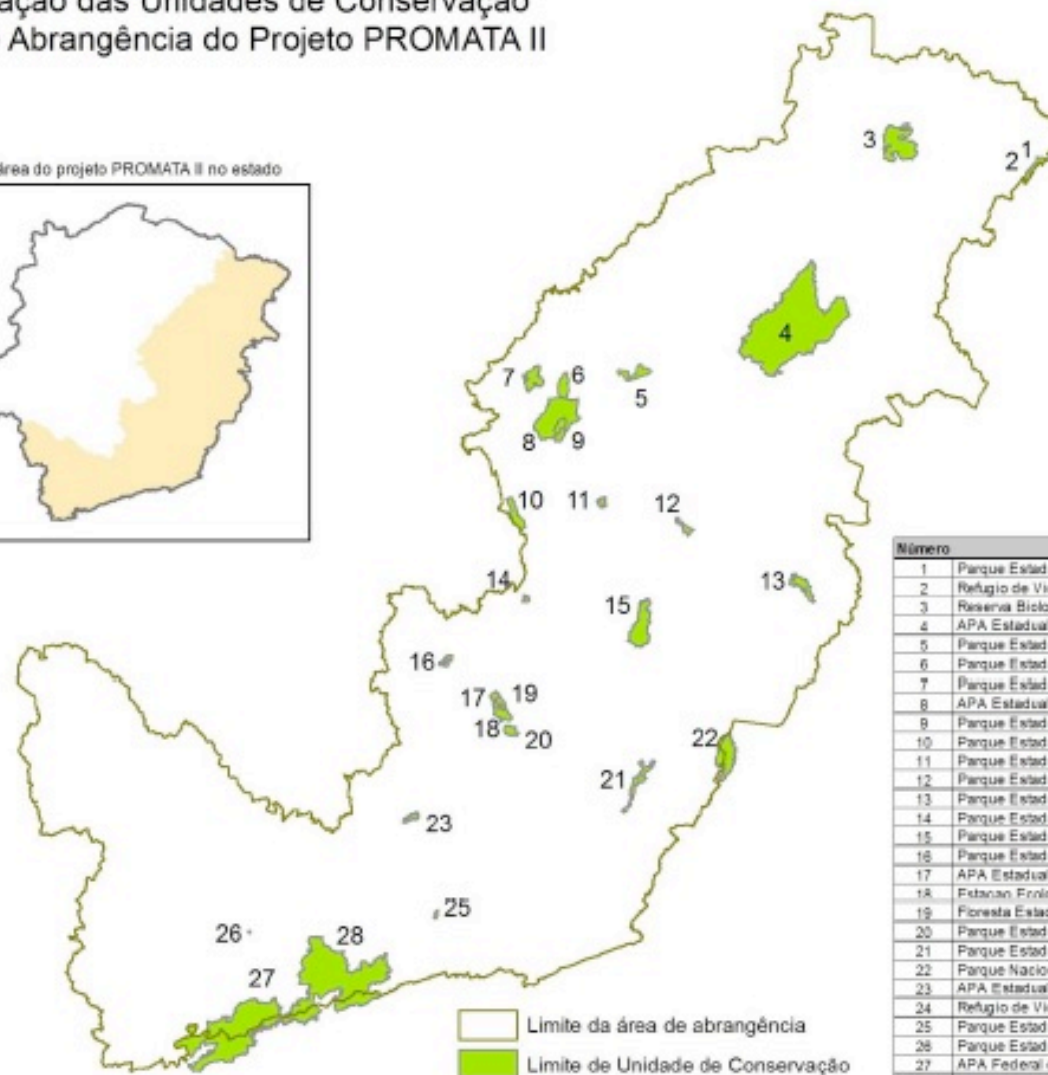 ação das Unidades de Conservação
Abrangência do Projeto PROMATA II
área do projeto PROMATA II no estado
3
1
2
4
7
6
5
8
9
10
11
12
14
13
15
16
17
19
18
20
22
21
23
25
26
28
27
Limite da área de abrangência
Limite de Unidade de Conservação
Número
1 Parque Estad
2 Refugio de Vi
3 Reserva Biolo
4 APA Estadual
5 Parque Estad
6 Parque Estad
7 Parque Estad
8 APA Estadual
9 Parque Estad
10 Parque Estad
11 Parque Estad
12 Parque Estad
13 Parque Estad
14 Parque Estad
15 Parque Estad
16 Parque Estad
17 APA Estadual
18 Estacao Ecolo
19 Floresta Estad
20 Parque Estad
21 Parque Estad
22 Parque Nacio
23 APA Estadual
24 Refugio de Vi
25 Parque Estad
26 Parque Estad
27 APA Federal